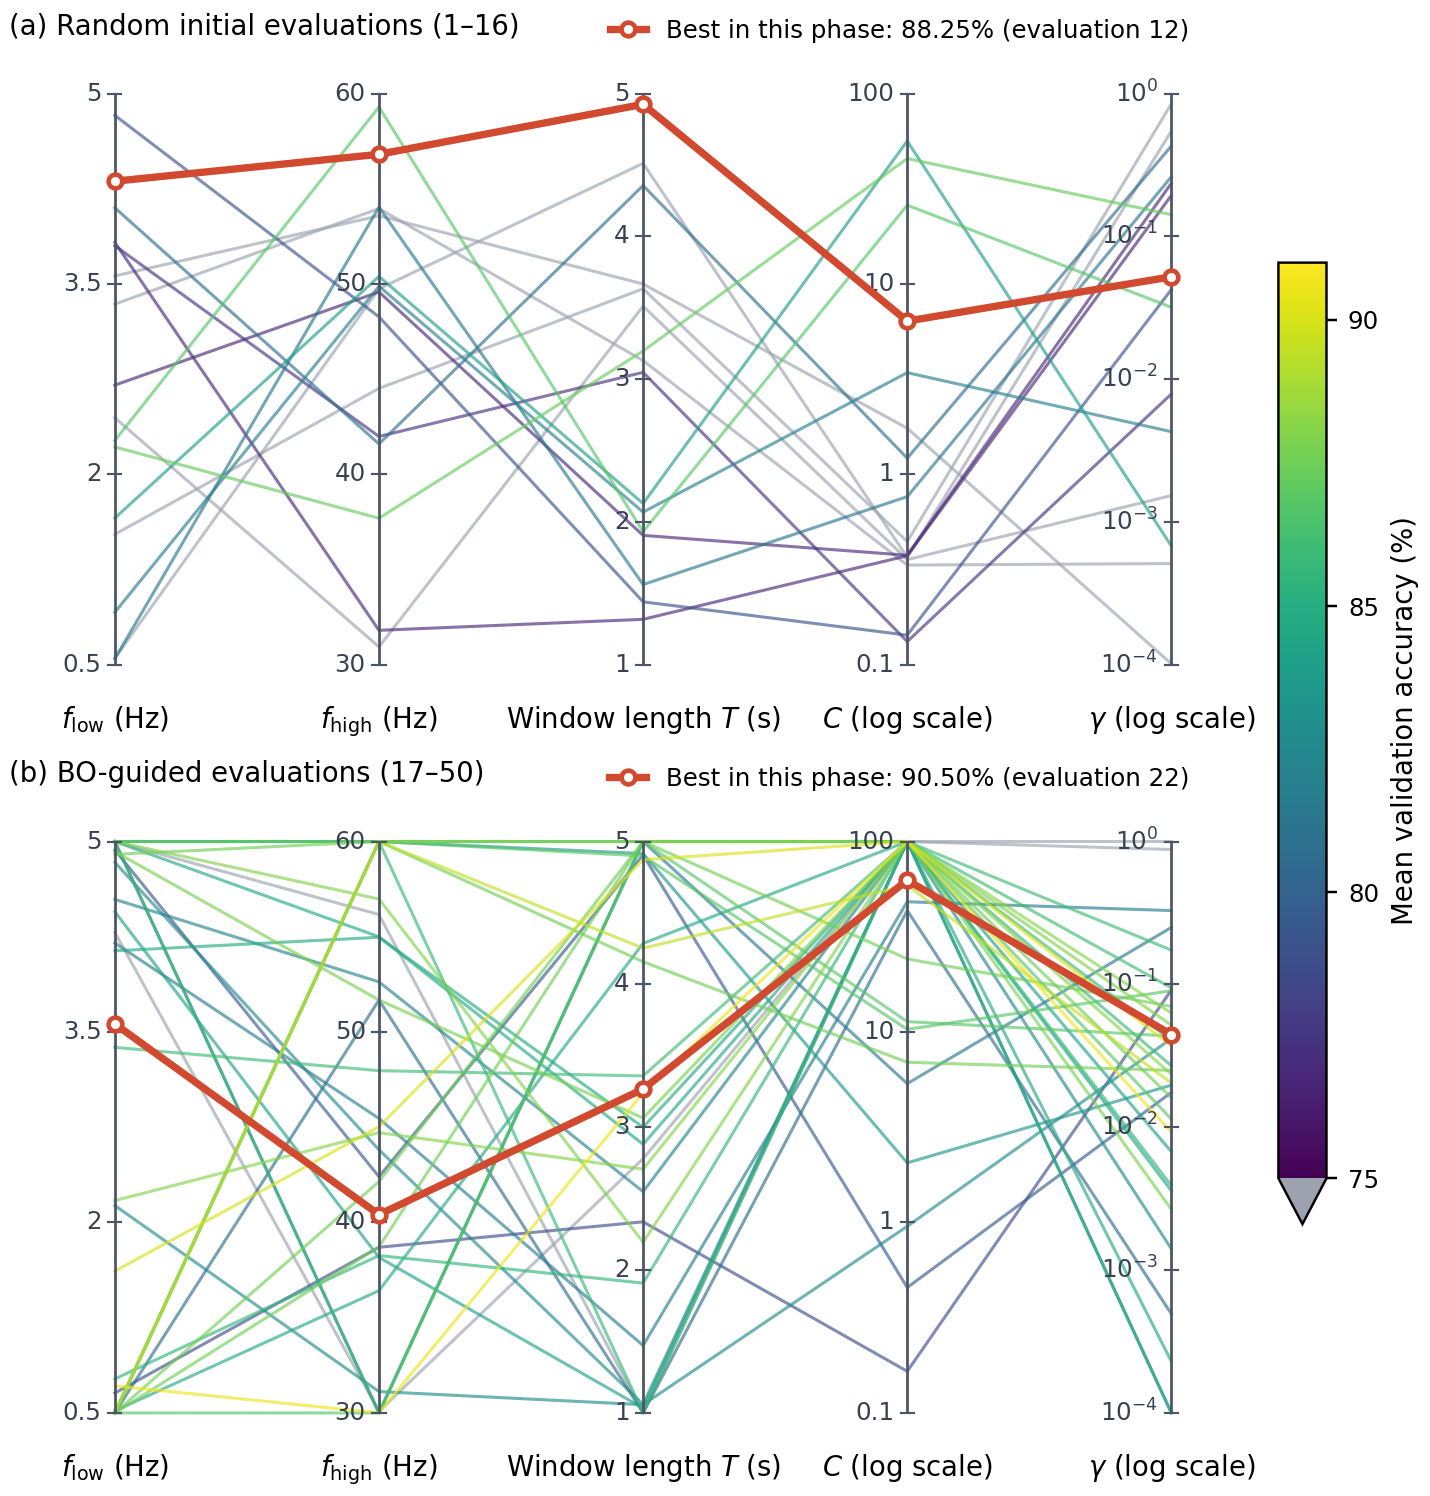 (a) Random initial evaluations (1–16)
Best in this phase: 88.25% (evaluation 12)
5 60 5 100 10⁰
4 10⁻¹
3.5 50 10
3 10⁻²
2 40 1
2 10⁻³
0.5 30 1 0.1 10⁻⁴
f_low (Hz) f_high (Hz) Window length T (s) C (log scale) γ (log scale)
(b) BO-guided evaluations (17–50)
Best in this phase: 90.50% (evaluation 22)
5 60 5 100 10⁰
4 10⁻¹
3.5 50 10
3 10⁻²
2 40 1
2 10⁻³
0.5 30 1 0.1 10⁻⁴
f_low (Hz) f_high (Hz) Window length T (s) C (log scale) γ (log scale)
90
85
80
75
Mean validation accuracy (%)